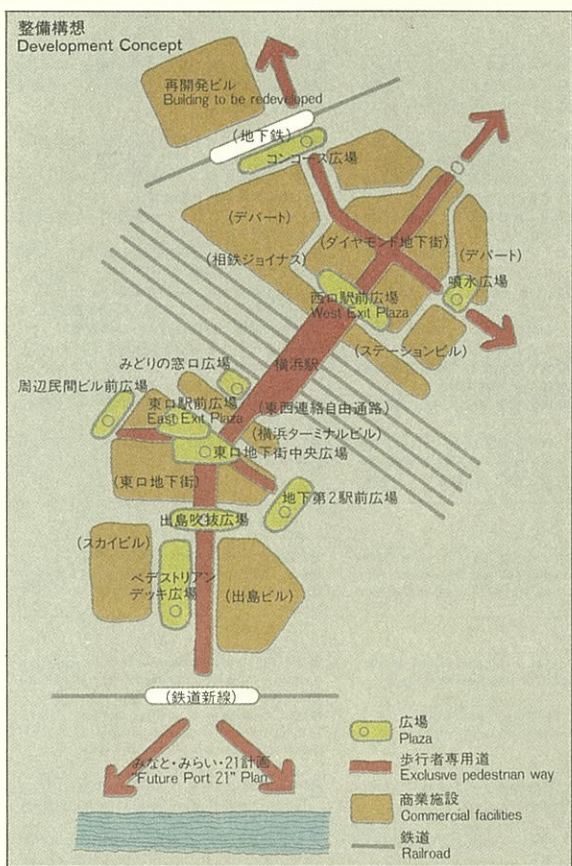 整備構想
Development Concept
再開発ビル
Building to be redeveloped
(地下鉄)
コンコース広場
(デパート)
(ダイヤモンド地下街)
(デパート)
(相鉄ジョイナス)
噴水広場
西口駅前広場
West Exit Plaza
(ステーションビル)
横浜駅
みどりの窓口広場
周辺民間ビル前広場
東口駅前広場
East Exit Plaza
(東西連絡自由通路)
(横浜ターミナルビル)
東口地下街中央広場
(東口地下街)
地下第2駅前広場
出島吹抜広場
(スカイビル)
ペデストリアン
デッキ広場
(出島ビル)
(鉄道新線)
みなと・みらい・21計画
"Future Port 21" Plan
広場
Plaza
歩行者専用道
Exclusive pedestrian way
商業施設
Commercial facilities
鉄道
Railroad